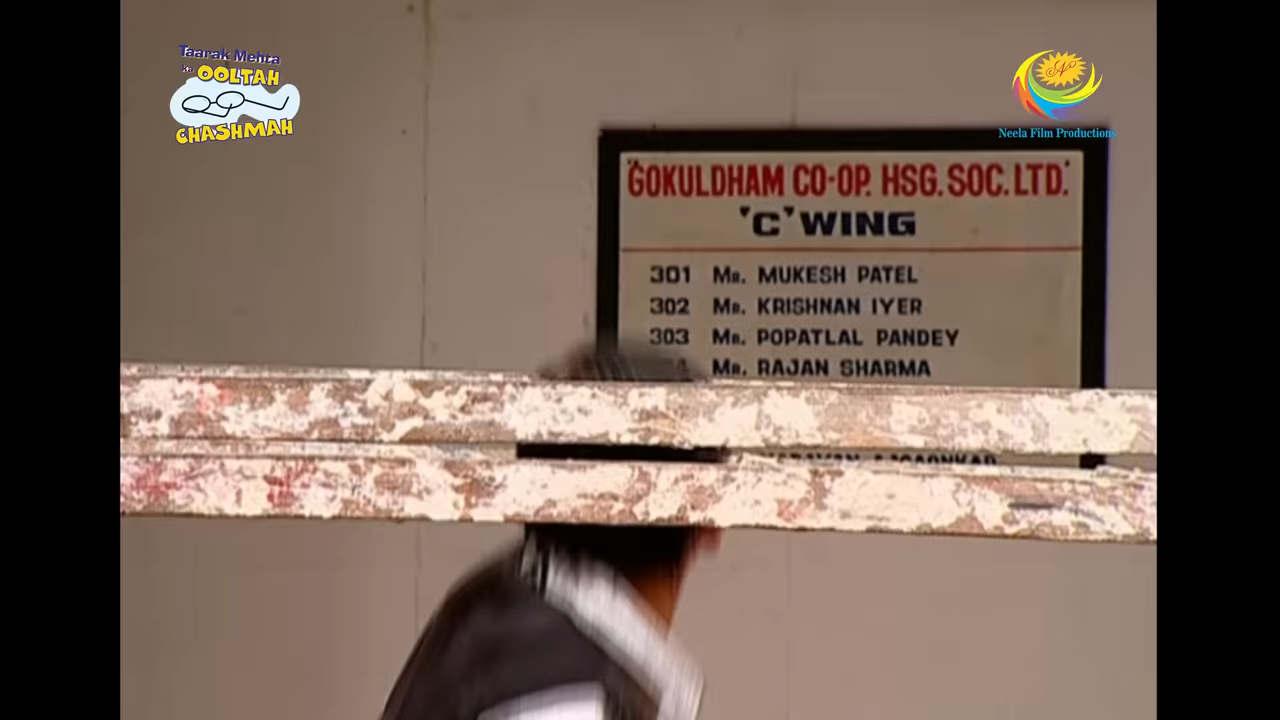 Taarak Mehta
ka OOLTAH
CHASHMAH
Neela Film Productions
"GOKULDHAM CO-OP. HSG. SOC. LTD."
'C' WING
301 MR. MUKESH PATEL
302 MR. KRISHNAN IYER
303 MR. POPATLAL PANDEY
MR. RAJAN SHARMA